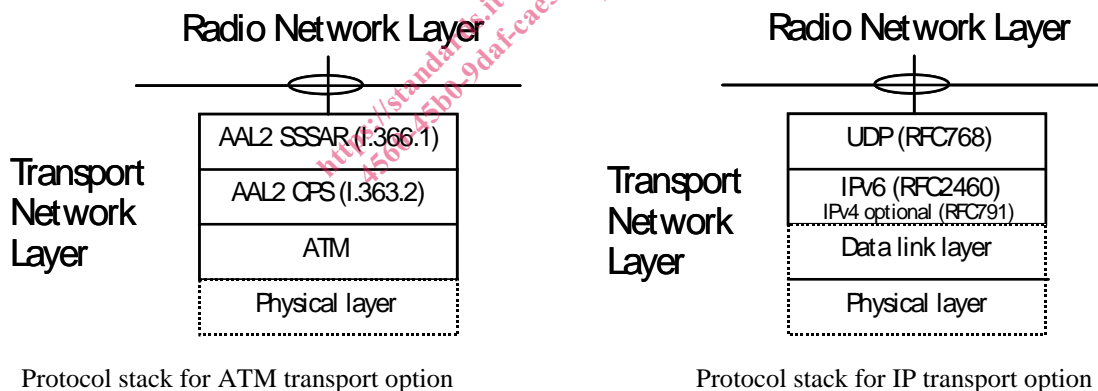 Radio Network Layer
AAL2 SSSAR (I.366.1)
AAL2 CPS (I.363.2)
ATM
Physical layer
Transport
Network
Layer
Protocol stack for ATM transport option
Radio Network Layer
UDP (RFC768)
IPv6 (RFC2460)
IPv4 optional (RFC791)
Data link layer
Physical layer
Transport
Network
Layer
Protocol stack for IP transport option